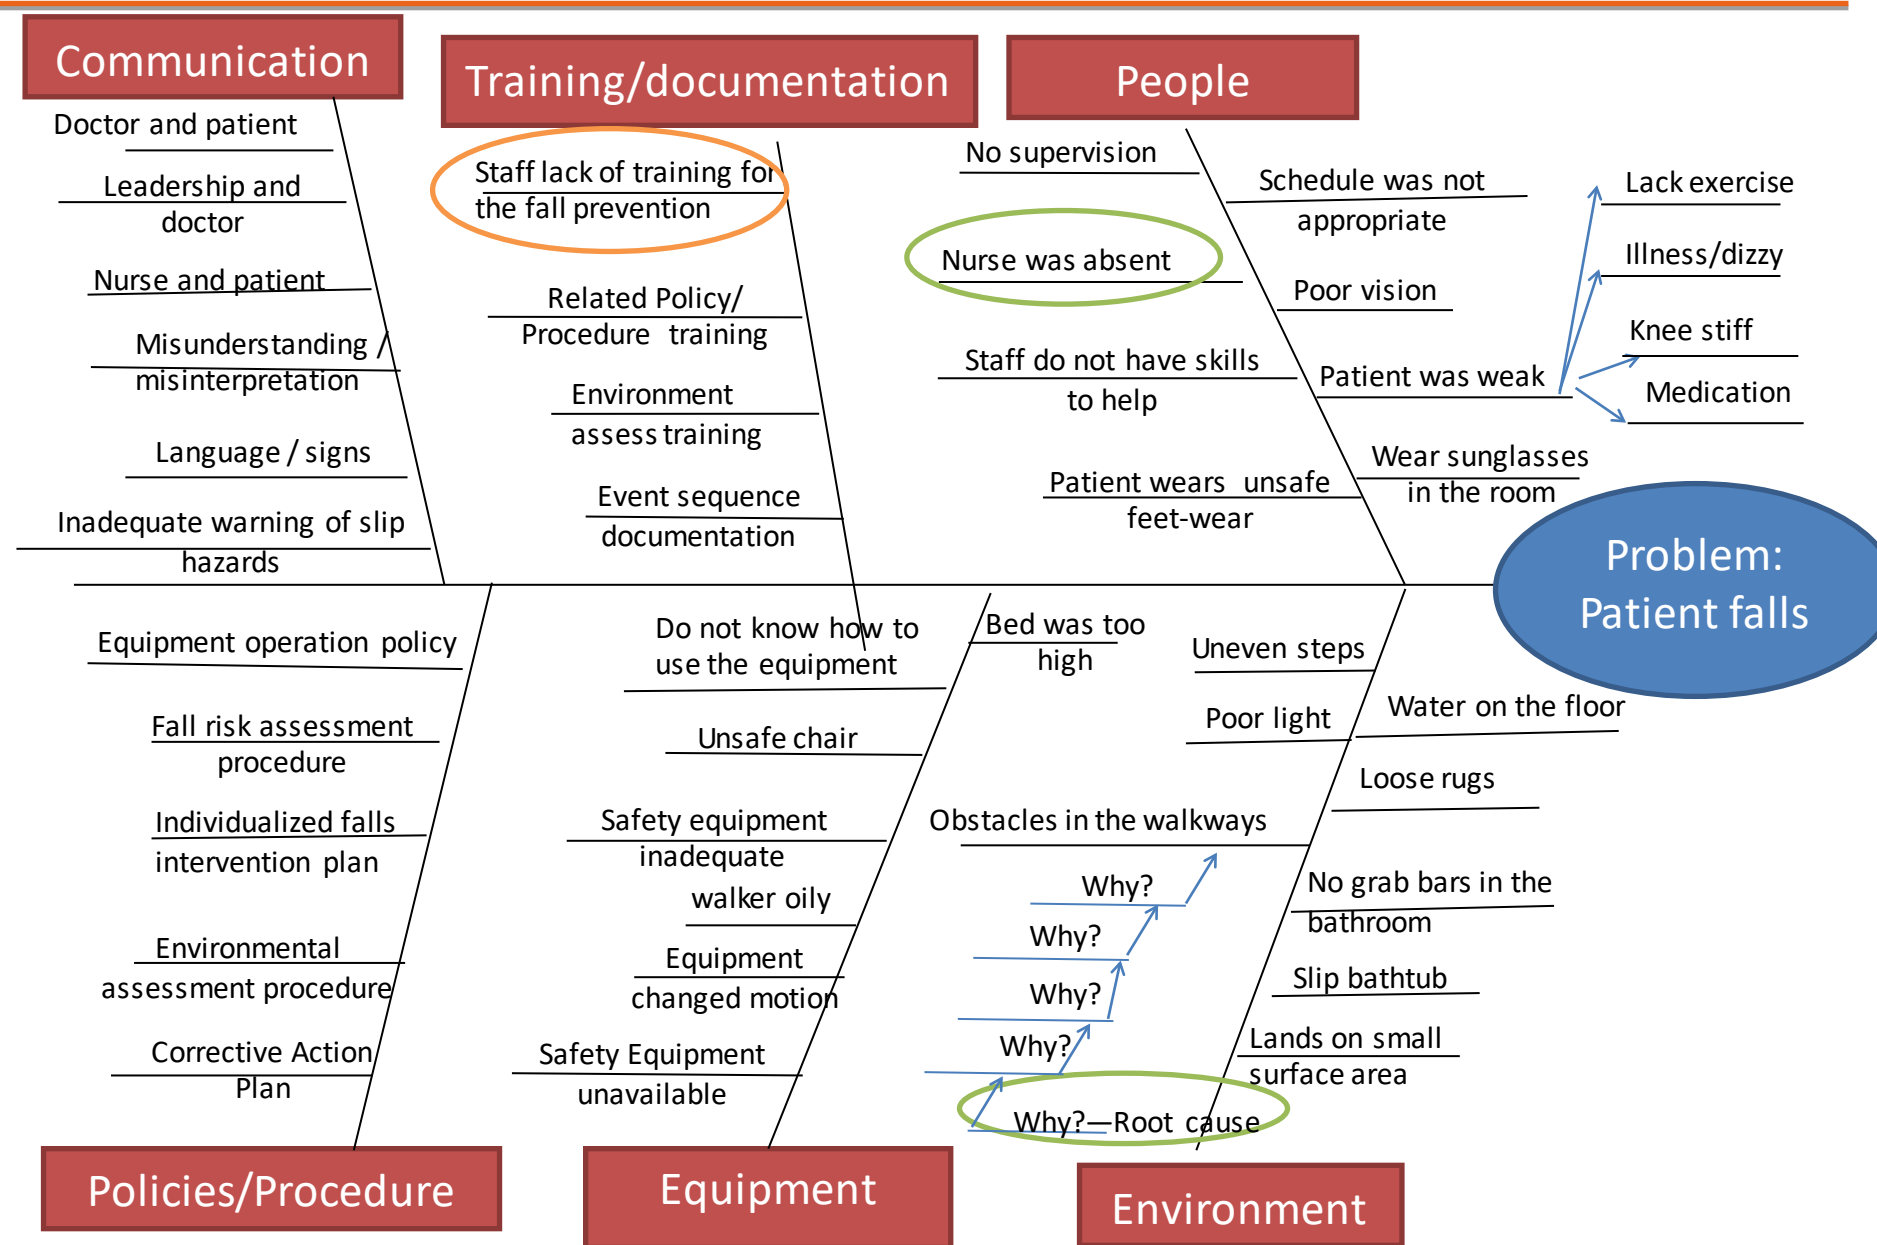 Communication
Doctor and patient
Leadership and
doctor
Nurse and patient
Misunderstanding /
misinterpretation
Language / signs
Inadequate warning of slip
hazards
Training/documentation
Staff lack of training for
the fall prevention
Related Policy/
Procedure training
Environment
assess training
Event sequence
documentation
People
No supervision
Nurse was absent
Staff do not have skills
to help
Patient wears unsafe
feet-wear
Schedule was not
appropriate
Poor vision
Patient was weak
Wear sunglasses
in the room
Lack exercise
Illness/dizzy
Knee stiff
Medication
Problem:
Patient falls
Equipment operation policy
Fall risk assessment
procedure
Individualized falls
intervention plan
Environmental
assessment procedure
Corrective Action
Plan
Policies/Procedure
Do not know how to
use the equipment
Unsafe chair
Safety equipment
inadequate
walker oily
Equipment
changed motion
Safety Equipment
unavailable
Bed was too
high
Equipment
Uneven steps
Poor light
Obstacles in the walkways
Why?
Why?
Why?
Why?
Why?—Root cause
Water on the floor
Loose rugs
No grab bars in the
bathroom
Slip bathtub
Lands on small
surface area
Environment